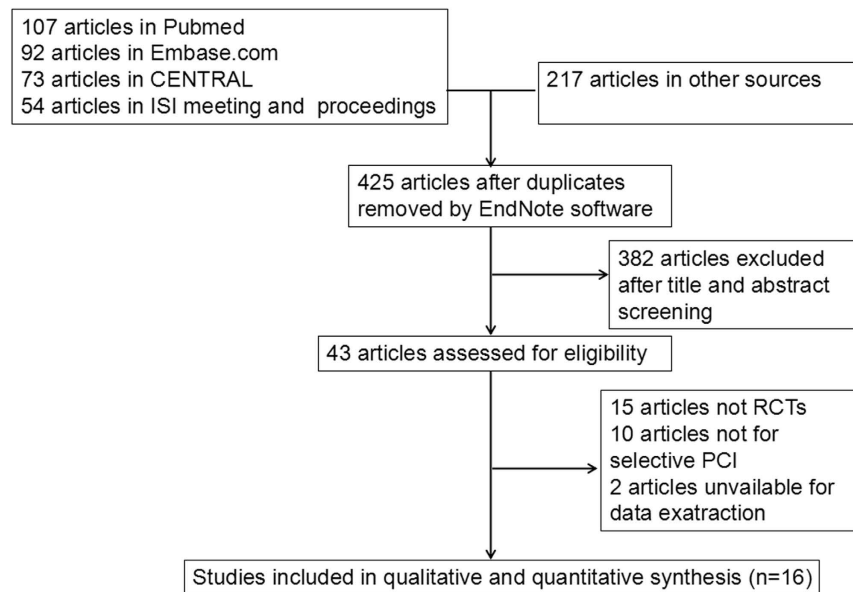 107 articles in Pubmed
92 articles in Embase.com
73 articles in CENTRAL
54 articles in ISI meeting and proceedings
217 articles in other sources
425 articles after duplicates
removed by EndNote software
382 articles excluded
after title and abstract
screening
43 articles assessed for eligibility
15 articles not RCTs
10 articles not for
selective PCI
2 articles unvailable for
data exatraction
Studies included in qualitative and quantitative synthesis (n=16)